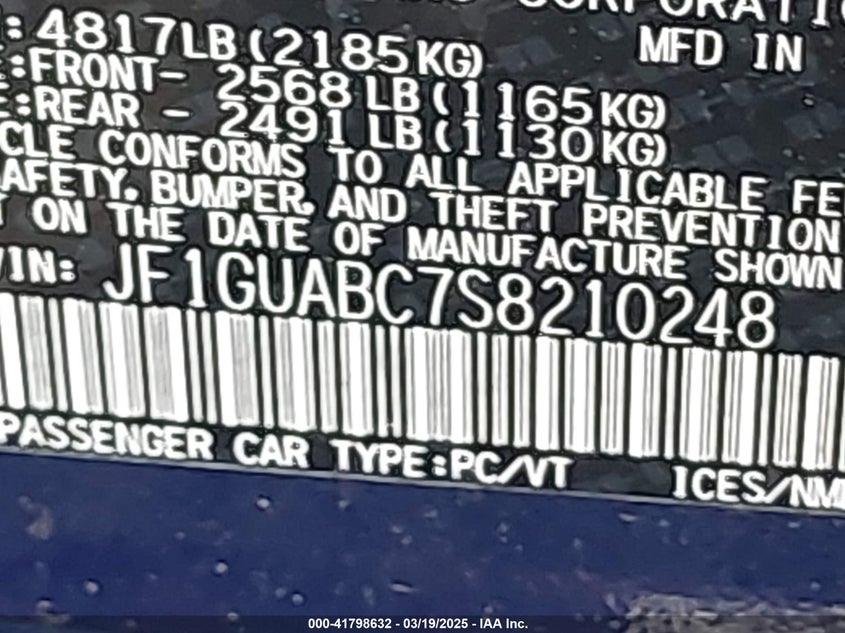 CORPORATION
MFD IN
:4817LB(2185KG)
E:FRONT- 2568 LB(1165KG)
E:REAR - 2491 LB(1130KG)
CLE CONFORMS TO ALL APPLICABLE FE
AFETY, BUMPER, AND THEFT PREVENTION
T ON THE DATE OF MANUFACTURE SHOWN
VIN: JF1GUABC7S8210248
PASSENGER CAR TYPE:PC/VT ICES/NM
000-41798632 - 03/19/2025 - IAA Inc.